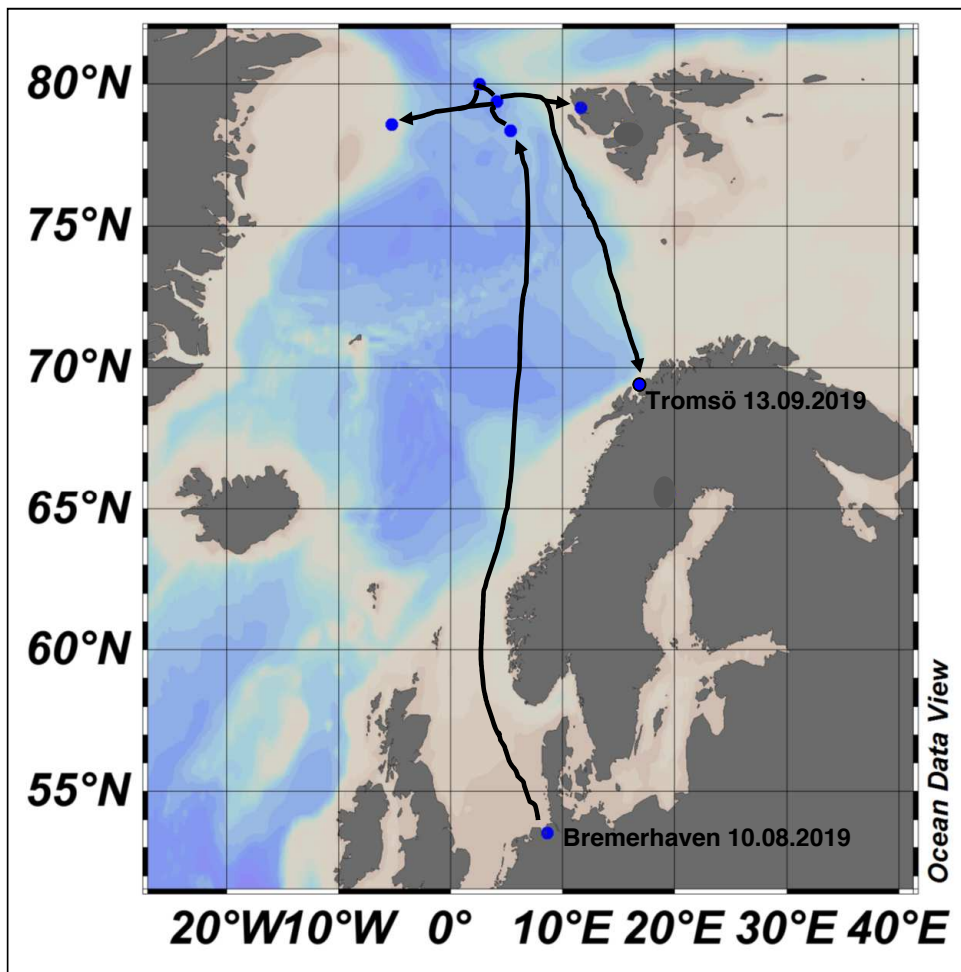 80°N
75°N
70°N
Tromsö 13.09.2019
65°N
60°N
55°N
Bremerhaven 10.08.2019
Ocean Data View
20°W 10°W 0° 10°E 20°E 30°E 40°E